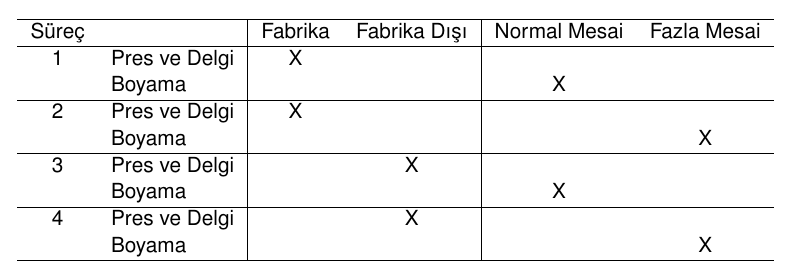 Süreç Fabrika Fabrika Dışı Normal Mesai Fazla Mesai
1 Pres ve Delgi X
Boyama X
2 Pres ve Delgi X
Boyama X
3 Pres ve Delgi X
Boyama X
4 Pres ve Delgi X
Boyama X